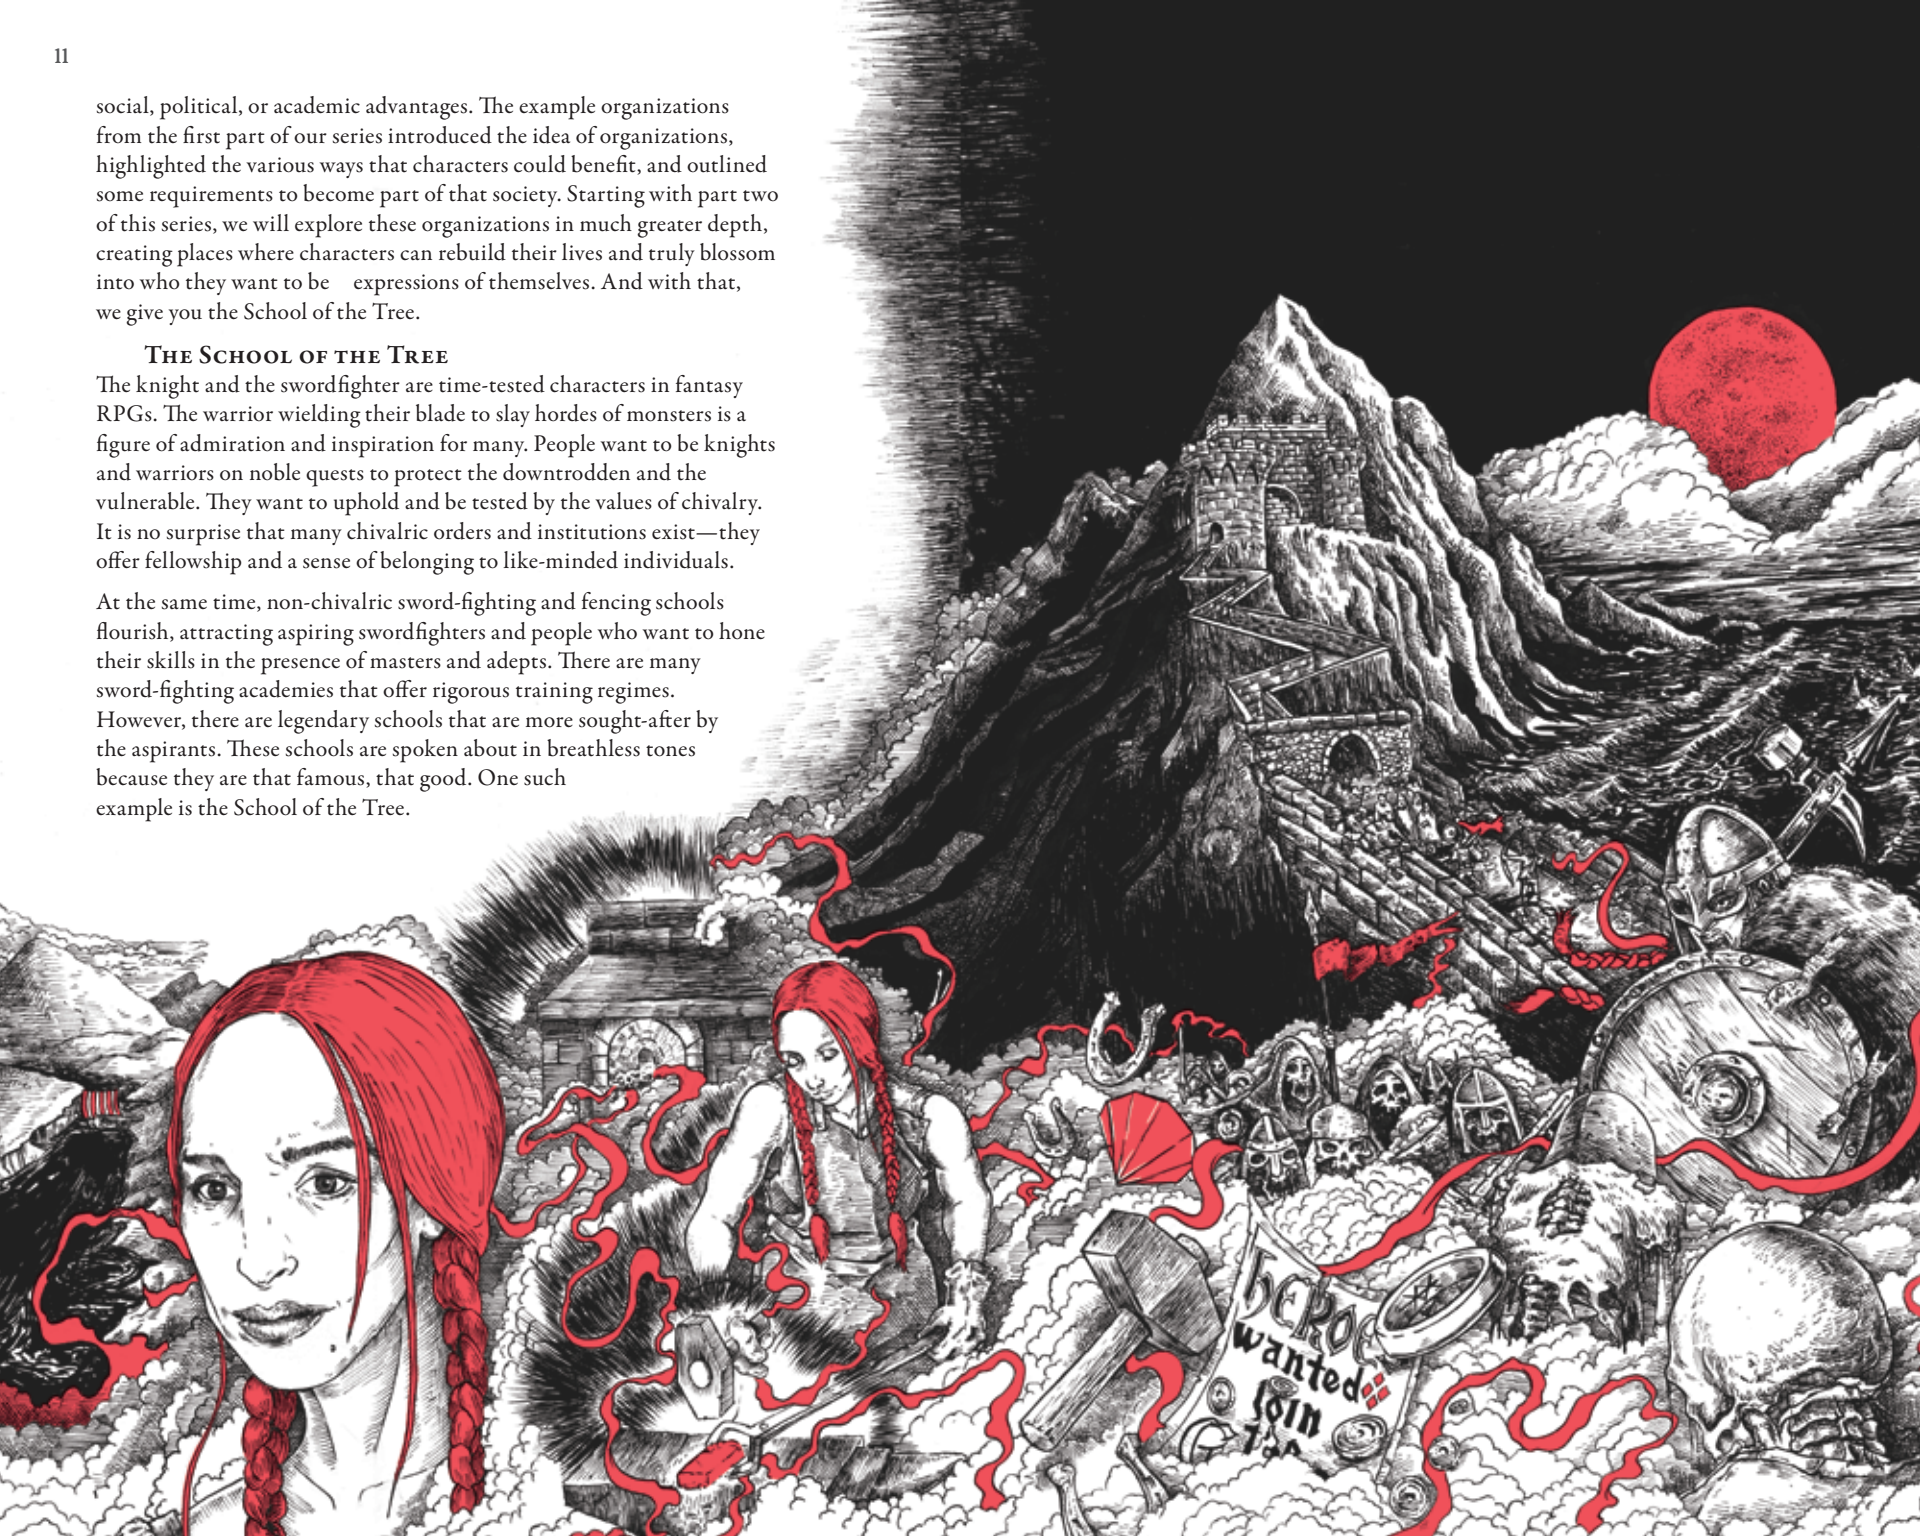 11
social, political, or academic advantages. The example organizations
from the first part of our series introduced the idea of organizations,
highlighted the various ways that characters could benefit, and outlined
some requirements to become part of that society. Starting with part two
of this series, we will explore these organizations in much greater depth,
creating places where characters can rebuild their lives and truly blossom
into who they want to be expressions of themselves. And with that,
we give you the School of the Tree.
The School of the Tree
The knight and the swordfighter are time-tested characters in fantasy
RPGs. The warrior wielding their blade to slay hordes of monsters is a
figure of admiration and inspiration for many. People want to be knights
and warriors on noble quests to protect the downtrodden and the
vulnerable. They want to uphold and be tested by the values of chivalry.
It is no surprise that many chivalric orders and institutions exist—they
offer fellowship and a sense of belonging to like-minded individuals.
At the same time, non-chivalric sword-fighting and fencing schools
flourish, attracting aspiring swordfighters and people who want to hone
their skills in the presence of masters and adepts. There are many
sword-fighting academies that offer rigorous training regimes.
However, there are legendary schools that are more sought-after by
the aspirants. These schools are spoken about in breathless tones
because they are that famous, that good. One such
example is the School of the Tree.
wanted
Join